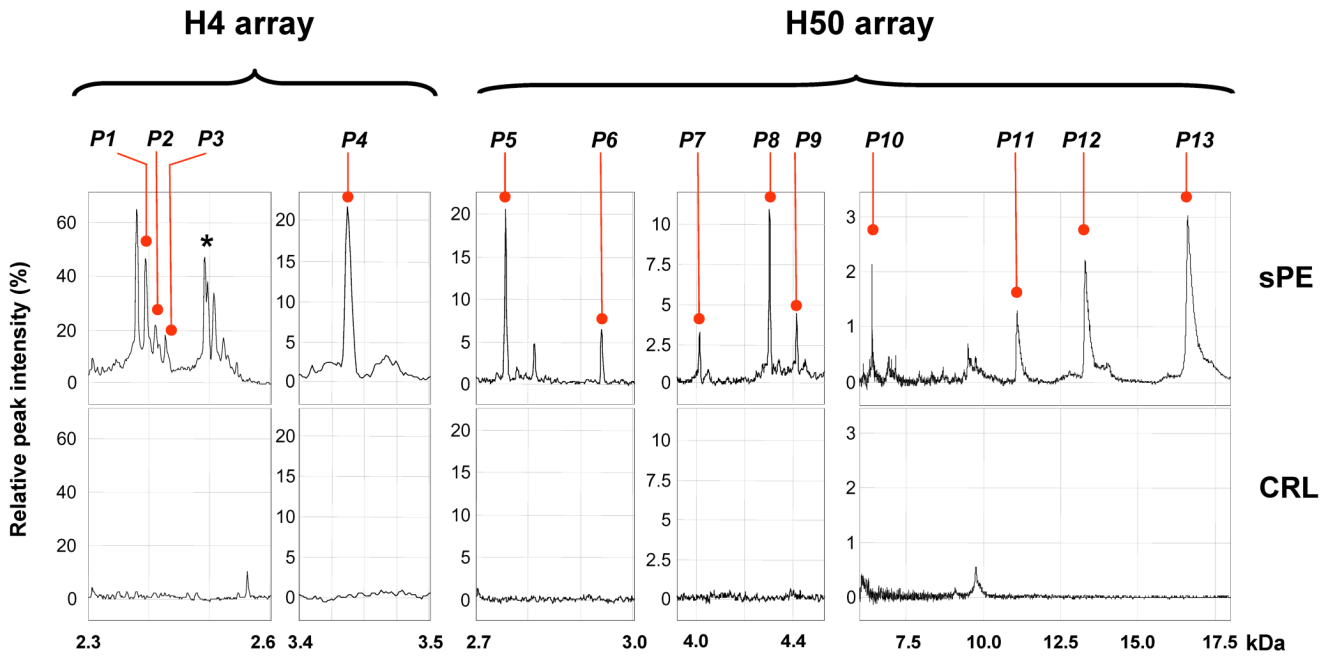 H4 array H50 array
P1 P2 P3 P4 P5 P6 P7 P8 P9 P10 P11 P12 P13
Relative peak intensity (%)
60 40 20 0
*
20 15 10 5 0
20 15 10 5 0
10 7.5 5 2.5 0
3 2 1 0
sPE
60 40 20 0
20 15 10 5 0
20 15 10 5 0
10 7.5 5 2.5 0
3 2 1 0
CRL
2.3 2.6 3.4 3.5 2.7 3.0 4.0 4.4 7.5 10.0 12.5 15.0 17.5 kDa